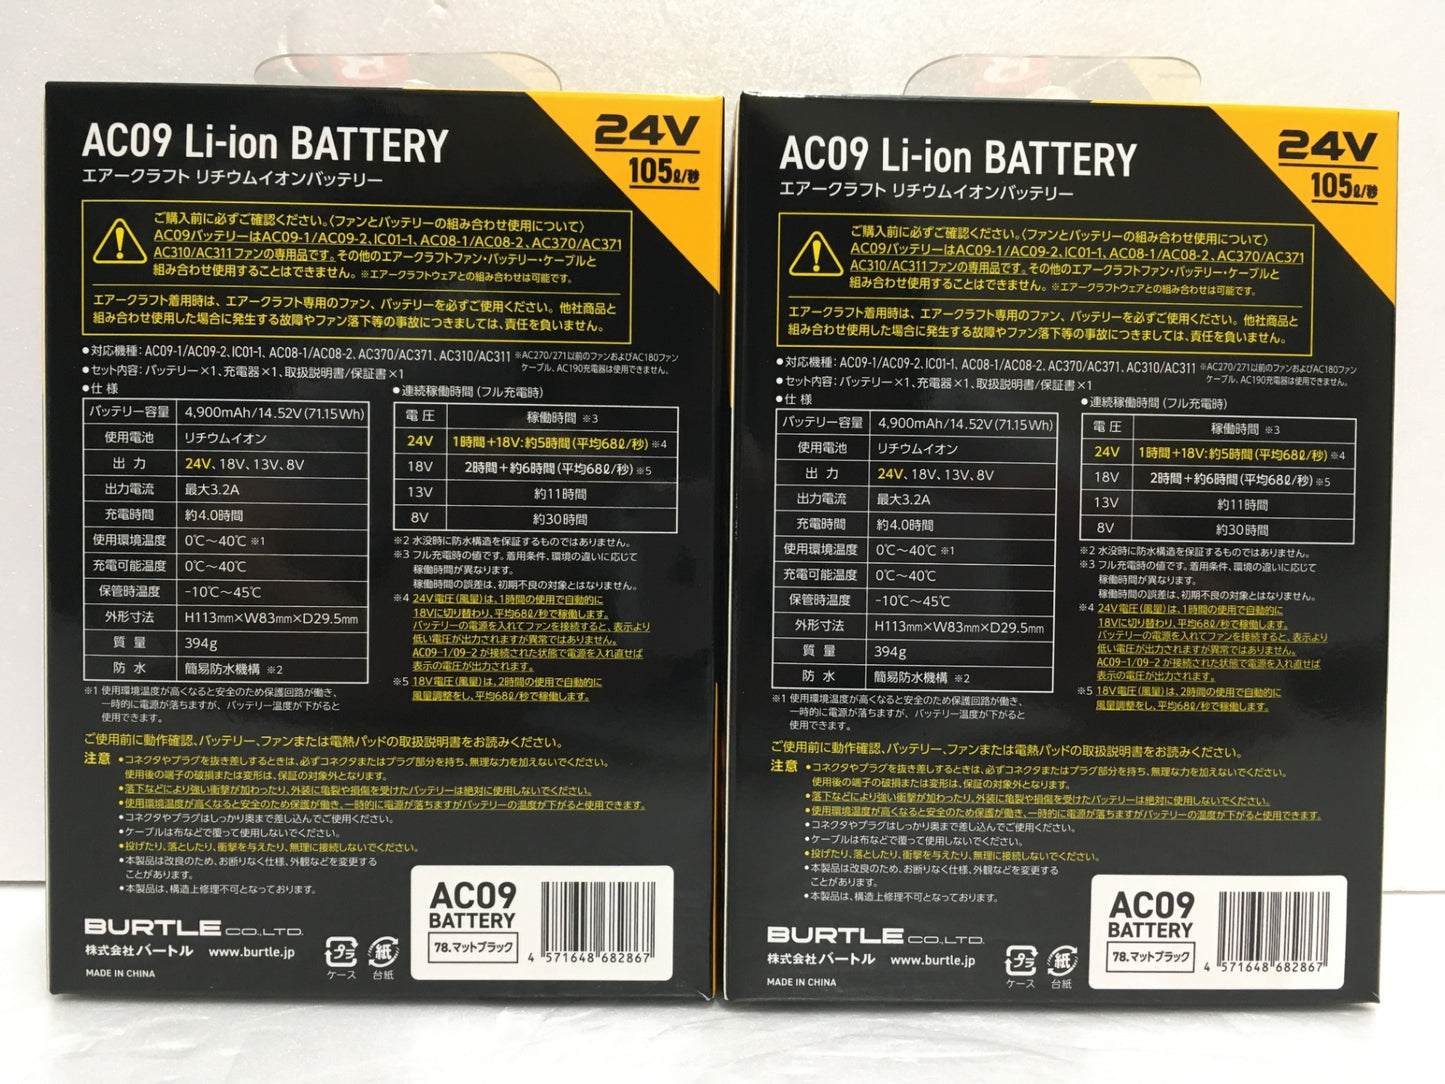 AC09 Li-ion BATTERY
エアークラフト リチウムイオンバッテリー
24V
105ℓ/秒
ご購入前に必ずご確認ください。〈ファンとバッテリーの組み合わせ使用について〉
AC09バッテリーはAC09-1/AC09-2、IC01-1、AC08-1/AC08-2、AC370/AC371
AC310/AC311ファンの専用品です。その他のエアークラフトファン・バッテリー・ケーブルと
組み合わせ使用することはできません。※エアークラフトウェアとの組み合わせは可能です。
エアークラフト着用時は、エアークラフト専用のファン、バッテリーを必ずご使用ください。他社商品と
組み合わせ使用した場合に発生する故障やファン落下等の事故につきましては、責任を負いません。
●対応機種：AC09-1/AC09-2、IC01-1、AC08-1/AC08-2、AC370/AC371、AC310/AC311 ※AC270/271以前のファンおよびAC180ファン
ケーブル、AC190充電器は使用できません。
●セット内容：バッテリー×1、充電器×1、取扱説明書/保証書×1
●仕 様
バッテリー容量 4,900mAh/14.52V(71.15Wh)
使用電池 リチウムイオン
出 力 24V、18V、13V、8V
出力電流 最大3.2A
充電時間 約4.0時間
使用環境温度 0℃～40℃ ※1
充電可能温度 0℃～40℃
保管時温度 -10℃～45℃
外形寸法 H113mm×W83mm×D29.5mm
質 量 394g
防 水 簡易防水機構 ※2
※1 使用環境温度が高くなると安全のため保護回路が働き、
一時的に電源が落ちますが、バッテリー温度が下がると
使用できます。
●連続稼働時間(フル充電時)
電 圧 稼働時間 ※3
24V 1時間＋18V：約5時間(平均68ℓ/秒) ※4
18V 2時間＋約6時間(平均68ℓ/秒) ※5
13V 約11時間
8V 約30時間
※2 水没時に防水構造を保証するものではありません。
※3 フル充電時の値です。着用条件、環境の違いに応じて
稼働時間が異なります。
稼働時間の誤差は、初期不良の対象とはなりません。
※4 24V電圧(風量)は、1時間の使用で自動的に
18Vに切り替わり、平均68ℓ/秒で稼働します。
バッテリーの電源を入れてファンを接続すると、表示より
低い電圧が出力されますが異常ではありません。
AC09-1/09-2 が接続された状態で電源を入れ直せば
表示の電圧が出力されます。
※5 18V電圧(風量)は、2時間の使用で自動的に
風量調整をし、平均68ℓ/秒で稼働します。
ご使用前に動作確認、バッテリー、ファンまたは電熱パッドの取扱説明書をお読みください。
注意 ●コネクタやプラグを抜き差しするときは、必ずコネクタまたはプラグ部分を持ち、無理な力を加えないでください。
使用後の端子の破損または変形は、保証の対象外となります。
●落下などにより強い衝撃が加わったり、外装に亀裂や損傷を受けたバッテリーは絶対に使用しないでください。
●使用環境温度が高くなると安全のため保護が働き、一時的に電源が落ちますがバッテリーの温度が下がると使用できます。
●コネクタやプラグはしっかり奥まで差し込んでご使用ください。
●ケーブルは布などで覆って使用しないでください。
●投げたり、落としたり、衝撃を与えたり、無理に接続しないでください。
●本製品は改良のため、お断りなく仕様、外観などを変更する
ことがあります。
●本製品は、構造上修理不可となっております。
BURTLE CO.,LTD.
株式会社バートル www.burtle.jp
MADE IN CHINA
プラ
ケース
紙
台紙
AC09
BATTERY
78.マットブラック
4 571648 682867
AC09 Li-ion BATTERY
エアークラフト リチウムイオンバッテリー
24V
105ℓ/秒
ご購入前に必ずご確認ください。〈ファンとバッテリーの組み合わせ使用について〉
AC09バッテリーはAC09-1/AC09-2、IC01-1、AC08-1/AC08-2、AC370/AC371
AC310/AC311ファンの専用品です。その他のエアークラフトファン・バッテリー・ケーブルと
組み合わせ使用することはできません。※エアークラフトウェアとの組み合わせは可能です。
エアークラフト着用時は、エアークラフト専用のファン、バッテリーを必ずご使用ください。他社商品と
組み合わせ使用した場合に発生する故障やファン落下等の事故につきましては、責任を負いません。
●対応機種：AC09-1/AC09-2、IC01-1、AC08-1/AC08-2、AC370/AC371、AC310/AC311 ※AC270/271以前のファンおよびAC180ファン
ケーブル、AC190充電器は使用できません。
●セット内容：バッテリー×1、充電器×1、取扱説明書/保証書×1
●仕 様
バッテリー容量 4,900mAh/14.52V(71.15Wh)
使用電池 リチウムイオン
出 力 24V、18V、13V、8V
出力電流 最大3.2A
充電時間 約4.0時間
使用環境温度 0℃～40℃ ※1
充電可能温度 0℃～40℃
保管時温度 -10℃～45℃
外形寸法 H113mm×W83mm×D29.5mm
質 量 394g
防 水 簡易防水機構 ※2
※1 使用環境温度が高くなると安全のため保護回路が働き、
一時的に電源が落ちますが、バッテリー温度が下がると
使用できます。
●連続稼働時間(フル充電時)
電 圧 稼働時間 ※3
24V 1時間＋18V：約5時間(平均68ℓ/秒) ※4
18V 2時間＋約6時間(平均68ℓ/秒) ※5
13V 約11時間
8V 約30時間
※2 水没時に防水構造を保証するものではありません。
※3 フル充電時の値です。着用条件、環境の違いに応じて
稼働時間が異なります。
稼働時間の誤差は、初期不良の対象とはなりません。
※4 24V電圧(風量)は、1時間の使用で自動的に
18Vに切り替わり、平均68ℓ/秒で稼働します。
バッテリーの電源を入れてファンを接続すると、表示より
低い電圧が出力されますが異常ではありません。
AC09-1/09-2 が接続された状態で電源を入れ直せば
表示の電圧が出力されます。
※5 18V電圧(風量)は、2時間の使用で自動的に
風量調整をし、平均68ℓ/秒で稼働します。
ご使用前に動作確認、バッテリー、ファンまたは電熱パッドの取扱説明書をお読みください。
注意 ●コネクタやプラグを抜き差しするときは、必ずコネクタまたはプラグ部分を持ち、無理な力を加えないでください。
使用後の端子の破損または変形は、保証の対象外となります。
●落下などにより強い衝撃が加わったり、外装に亀裂や損傷を受けたバッテリーは絶対に使用しないでください。
●使用環境温度が高くなると安全のため保護が働き、一時的に電源が落ちますがバッテリーの温度が下がると使用できます。
●コネクタやプラグはしっかり奥まで差し込んでご使用ください。
●ケーブルは布などで覆って使用しないでください。
●投げたり、落としたり、衝撃を与えたり、無理に接続しないでください。
●本製品は改良のため、お断りなく仕様、外観などを変更する
ことがあります。
●本製品は、構造上修理不可となっております。
BURTLE CO.,LTD.
株式会社バートル www.burtle.jp
MADE IN CHINA
プラ
ケース
紙
台紙
AC09
BATTERY
78.マットブラック
4 571648 682867